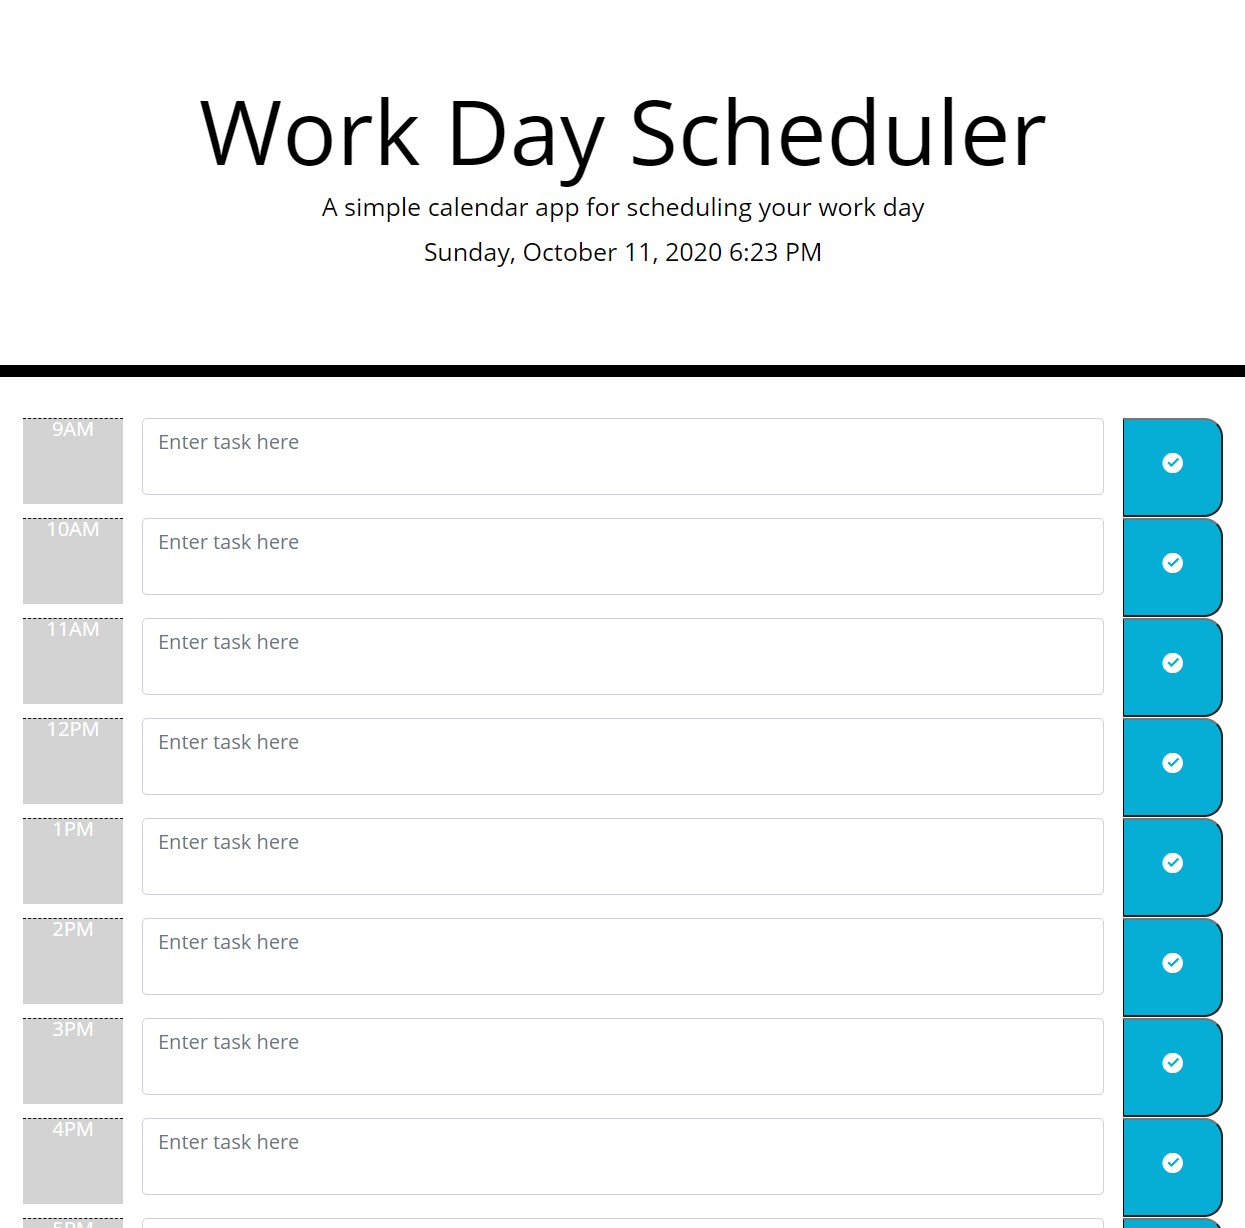 Work Day Scheduler
A simple calendar app for scheduling your work day
Sunday, October 11, 2020 6:23 PM
9AM
Enter task here
10AM
Enter task here
11AM
Enter task here
12PM
Enter task here
1PM
Enter task here
2PM
Enter task here
3PM
Enter task here
4PM
Enter task here
5PM